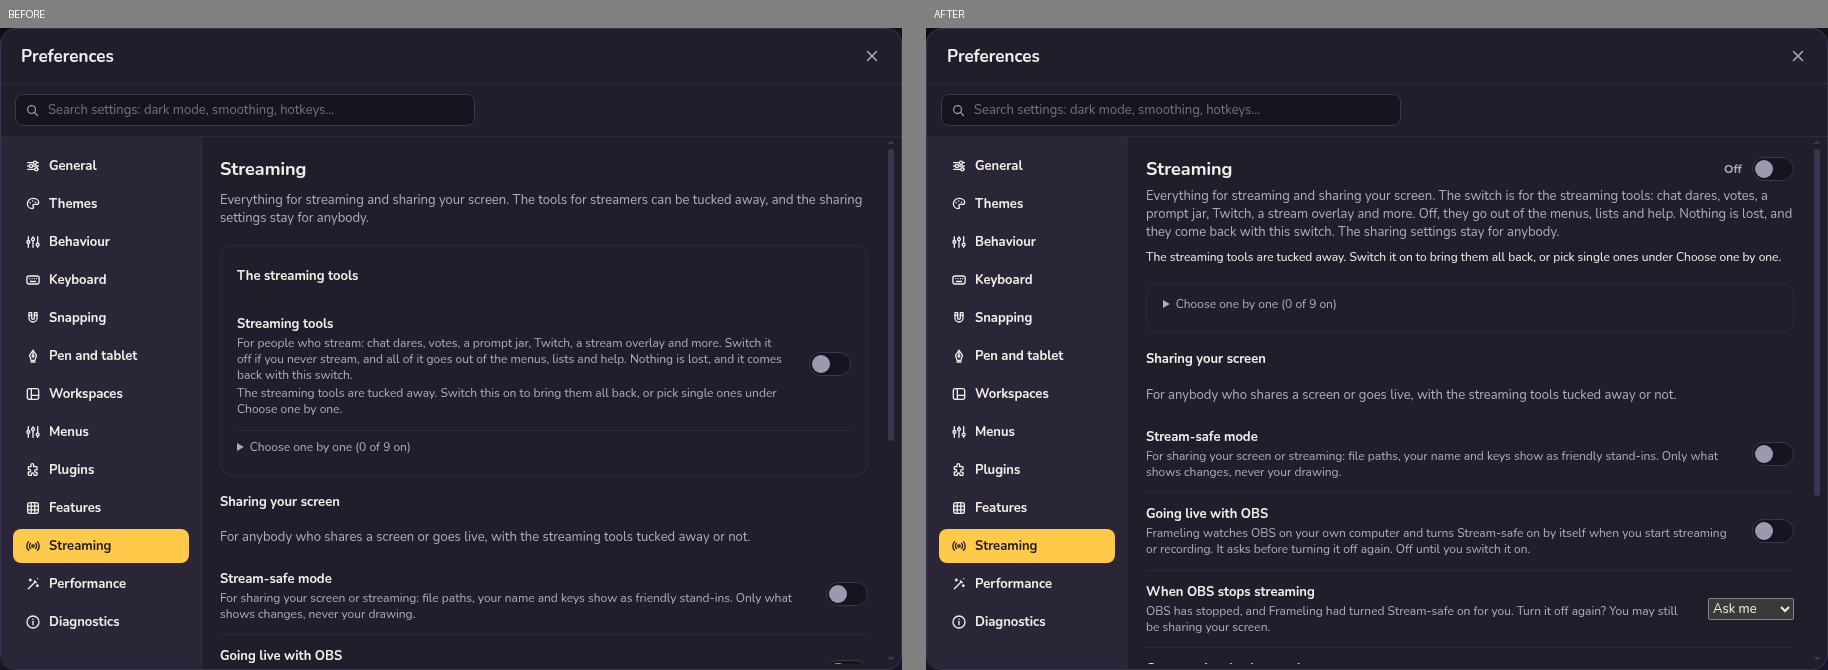 BEFORE
Preferences
Search settings: dark mode, smoothing, hotkeys...
General
Themes
Behaviour
Keyboard
Snapping
Pen and tablet
Workspaces
Menus
Plugins
Features
Streaming
Performance
Diagnostics
Streaming
Everything for streaming and sharing your screen. The tools for streamers can be tucked away, and the sharing
settings stay for anybody.
The streaming tools
Streaming tools
For people who stream: chat dares, votes, a prompt jar, Twitch, a stream overlay and more. Switch it
off if you never stream, and all of it goes out of the menus, lists and help. Nothing is lost, and it comes
back with this switch.
The streaming tools are tucked away. Switch this on to bring them all back, or pick single ones under
Choose one by one.
Choose one by one (0 of 9 on)
Sharing your screen
For anybody who shares a screen or goes live, with the streaming tools tucked away or not.
Stream-safe mode
For sharing your screen or streaming: file paths, your name and keys show as friendly stand-ins. Only what
shows changes, never your drawing.
Going live with OBS
AFTER
Preferences
Search settings: dark mode, smoothing, hotkeys...
General
Themes
Behaviour
Keyboard
Snapping
Pen and tablet
Workspaces
Menus
Plugins
Features
Streaming
Performance
Diagnostics
Streaming
Off
Everything for streaming and sharing your screen. The switch is for the streaming tools: chat dares, votes, a
prompt jar, Twitch, a stream overlay and more. Off, they go out of the menus, lists and help. Nothing is lost, and
they come back with this switch. The sharing settings stay for anybody.
The streaming tools are tucked away. Switch it on to bring them all back, or pick single ones under Choose one by one.
Choose one by one (0 of 9 on)
Sharing your screen
For anybody who shares a screen or goes live, with the streaming tools tucked away or not.
Stream-safe mode
For sharing your screen or streaming: file paths, your name and keys show as friendly stand-ins. Only what
shows changes, never your drawing.
Going live with OBS
Frameling watches OBS on your own computer and turns Stream-safe on by itself when you start streaming
or recording. It asks before turning it off again. Off until you switch it on.
When OBS stops streaming
OBS has stopped, and Frameling had turned Stream-safe on for you. Turn it off again? You may still
be sharing your screen.
Ask me